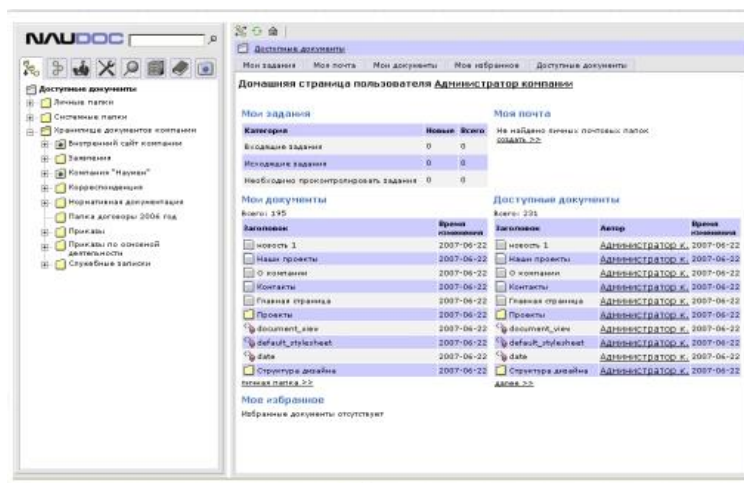 NAUDOC
Доступные документы
Личные папки
Системные папки
Хранилище документов компании
Внутренний сайт компании
Заявления
Компания "Наумен"
Корреспонденция
Нормативная документация
Папка договоры 2006 год
Приказы
Приказы по основной
деятельности
Служебные записки
Доступные документы
Мои задания Моя почта Мои документы Мое избранное Доступные документы
Домашняя страница пользователя Администратор компании
Мои задания
Категория Новые Всего
Входящие задания 0 0
Исходящие задания 0 0
Необходимо проконтролировать задания 0 0
Моя почта
Не найдено личных почтовых папок
создать >>
Мои документы
Всего: 195
Заголовок Время
изменения
новость 1 2007-06-22
Наши проекты 2007-06-22
О компании 2007-06-22
Контакты 2007-06-22
Главная страница 2007-06-22
Проекты 2007-06-22
document_view 2007-06-22
default_stylesheet 2007-06-22
date 2007-06-22
Структура дизайна 2007-06-22
личная папка >>
Доступные документы
Всего: 231
Заголовок Автор Время
изменения
новость 1 Администратор к. 2007-06-22
Наши проекты Администратор к. 2007-06-22
О компании Администратор к. 2007-06-22
Контакты Администратор к. 2007-06-22
Главная страница Администратор к. 2007-06-22
Проекты Администратор к. 2007-06-22
document_view Администратор к. 2007-06-22
default_stylesheet Администратор к. 2007-06-22
date Администратор к. 2007-06-22
Структура дизайна Администратор к. 2007-06-22
далее >>
Мое избранное
Избранные документы отсутствуют